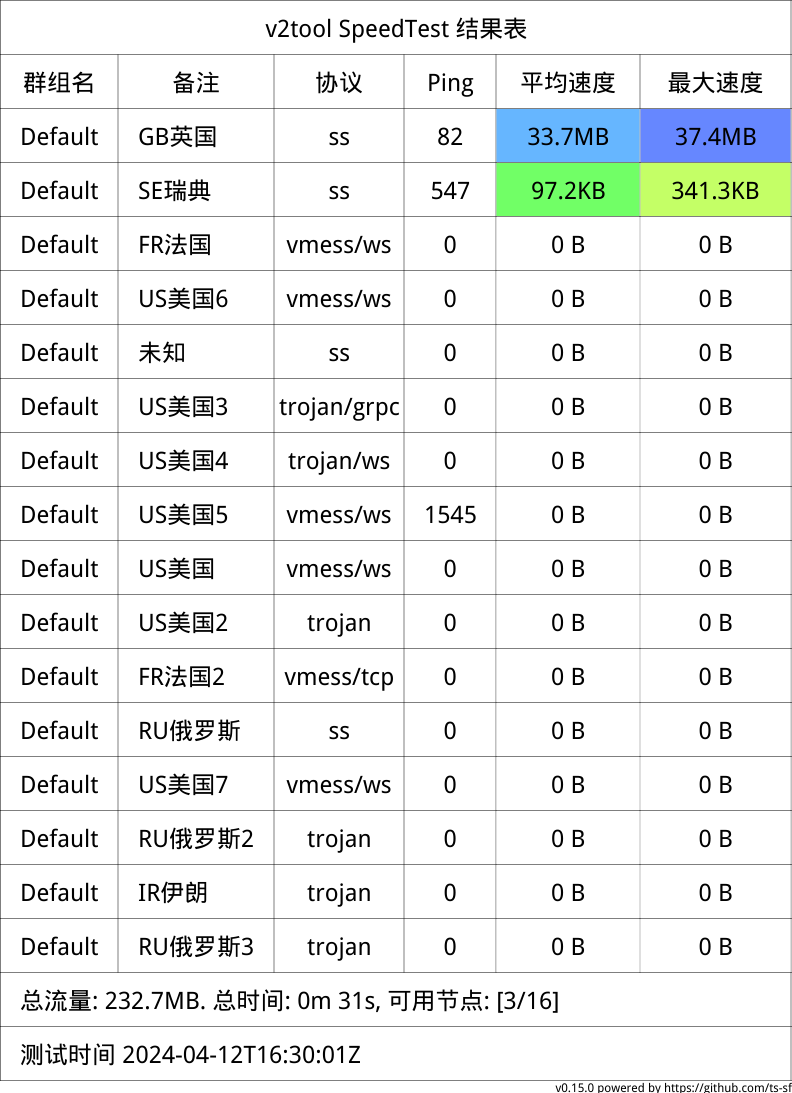 v2tool SpeedTest 结果表
群组名 备注 协议 Ping 平均速度 最大速度
Default GB英国 ss 82 33.7MB 37.4MB
Default SE瑞典 ss 547 97.2KB 341.3KB
Default FR法国 vmess/ws 0 0 B 0 B
Default US美国6 vmess/ws 0 0 B 0 B
Default 未知 ss 0 0 B 0 B
Default US美国3 trojan/grpc 0 0 B 0 B
Default US美国4 trojan/ws 0 0 B 0 B
Default US美国5 vmess/ws 1545 0 B 0 B
Default US美国 vmess/ws 0 0 B 0 B
Default US美国2 trojan 0 0 B 0 B
Default FR法国2 vmess/tcp 0 0 B 0 B
Default RU俄罗斯 ss 0 0 B 0 B
Default US美国7 vmess/ws 0 0 B 0 B
Default RU俄罗斯2 trojan 0 0 B 0 B
Default IR伊朗 trojan 0 0 B 0 B
Default RU俄罗斯3 trojan 0 0 B 0 B
总流量: 232.7MB. 总时间: 0m 31s, 可用节点: [3/16]
测试时间 2024-04-12T16:30:01Z
v0.15.0 powered by https://github.com/ts-sf